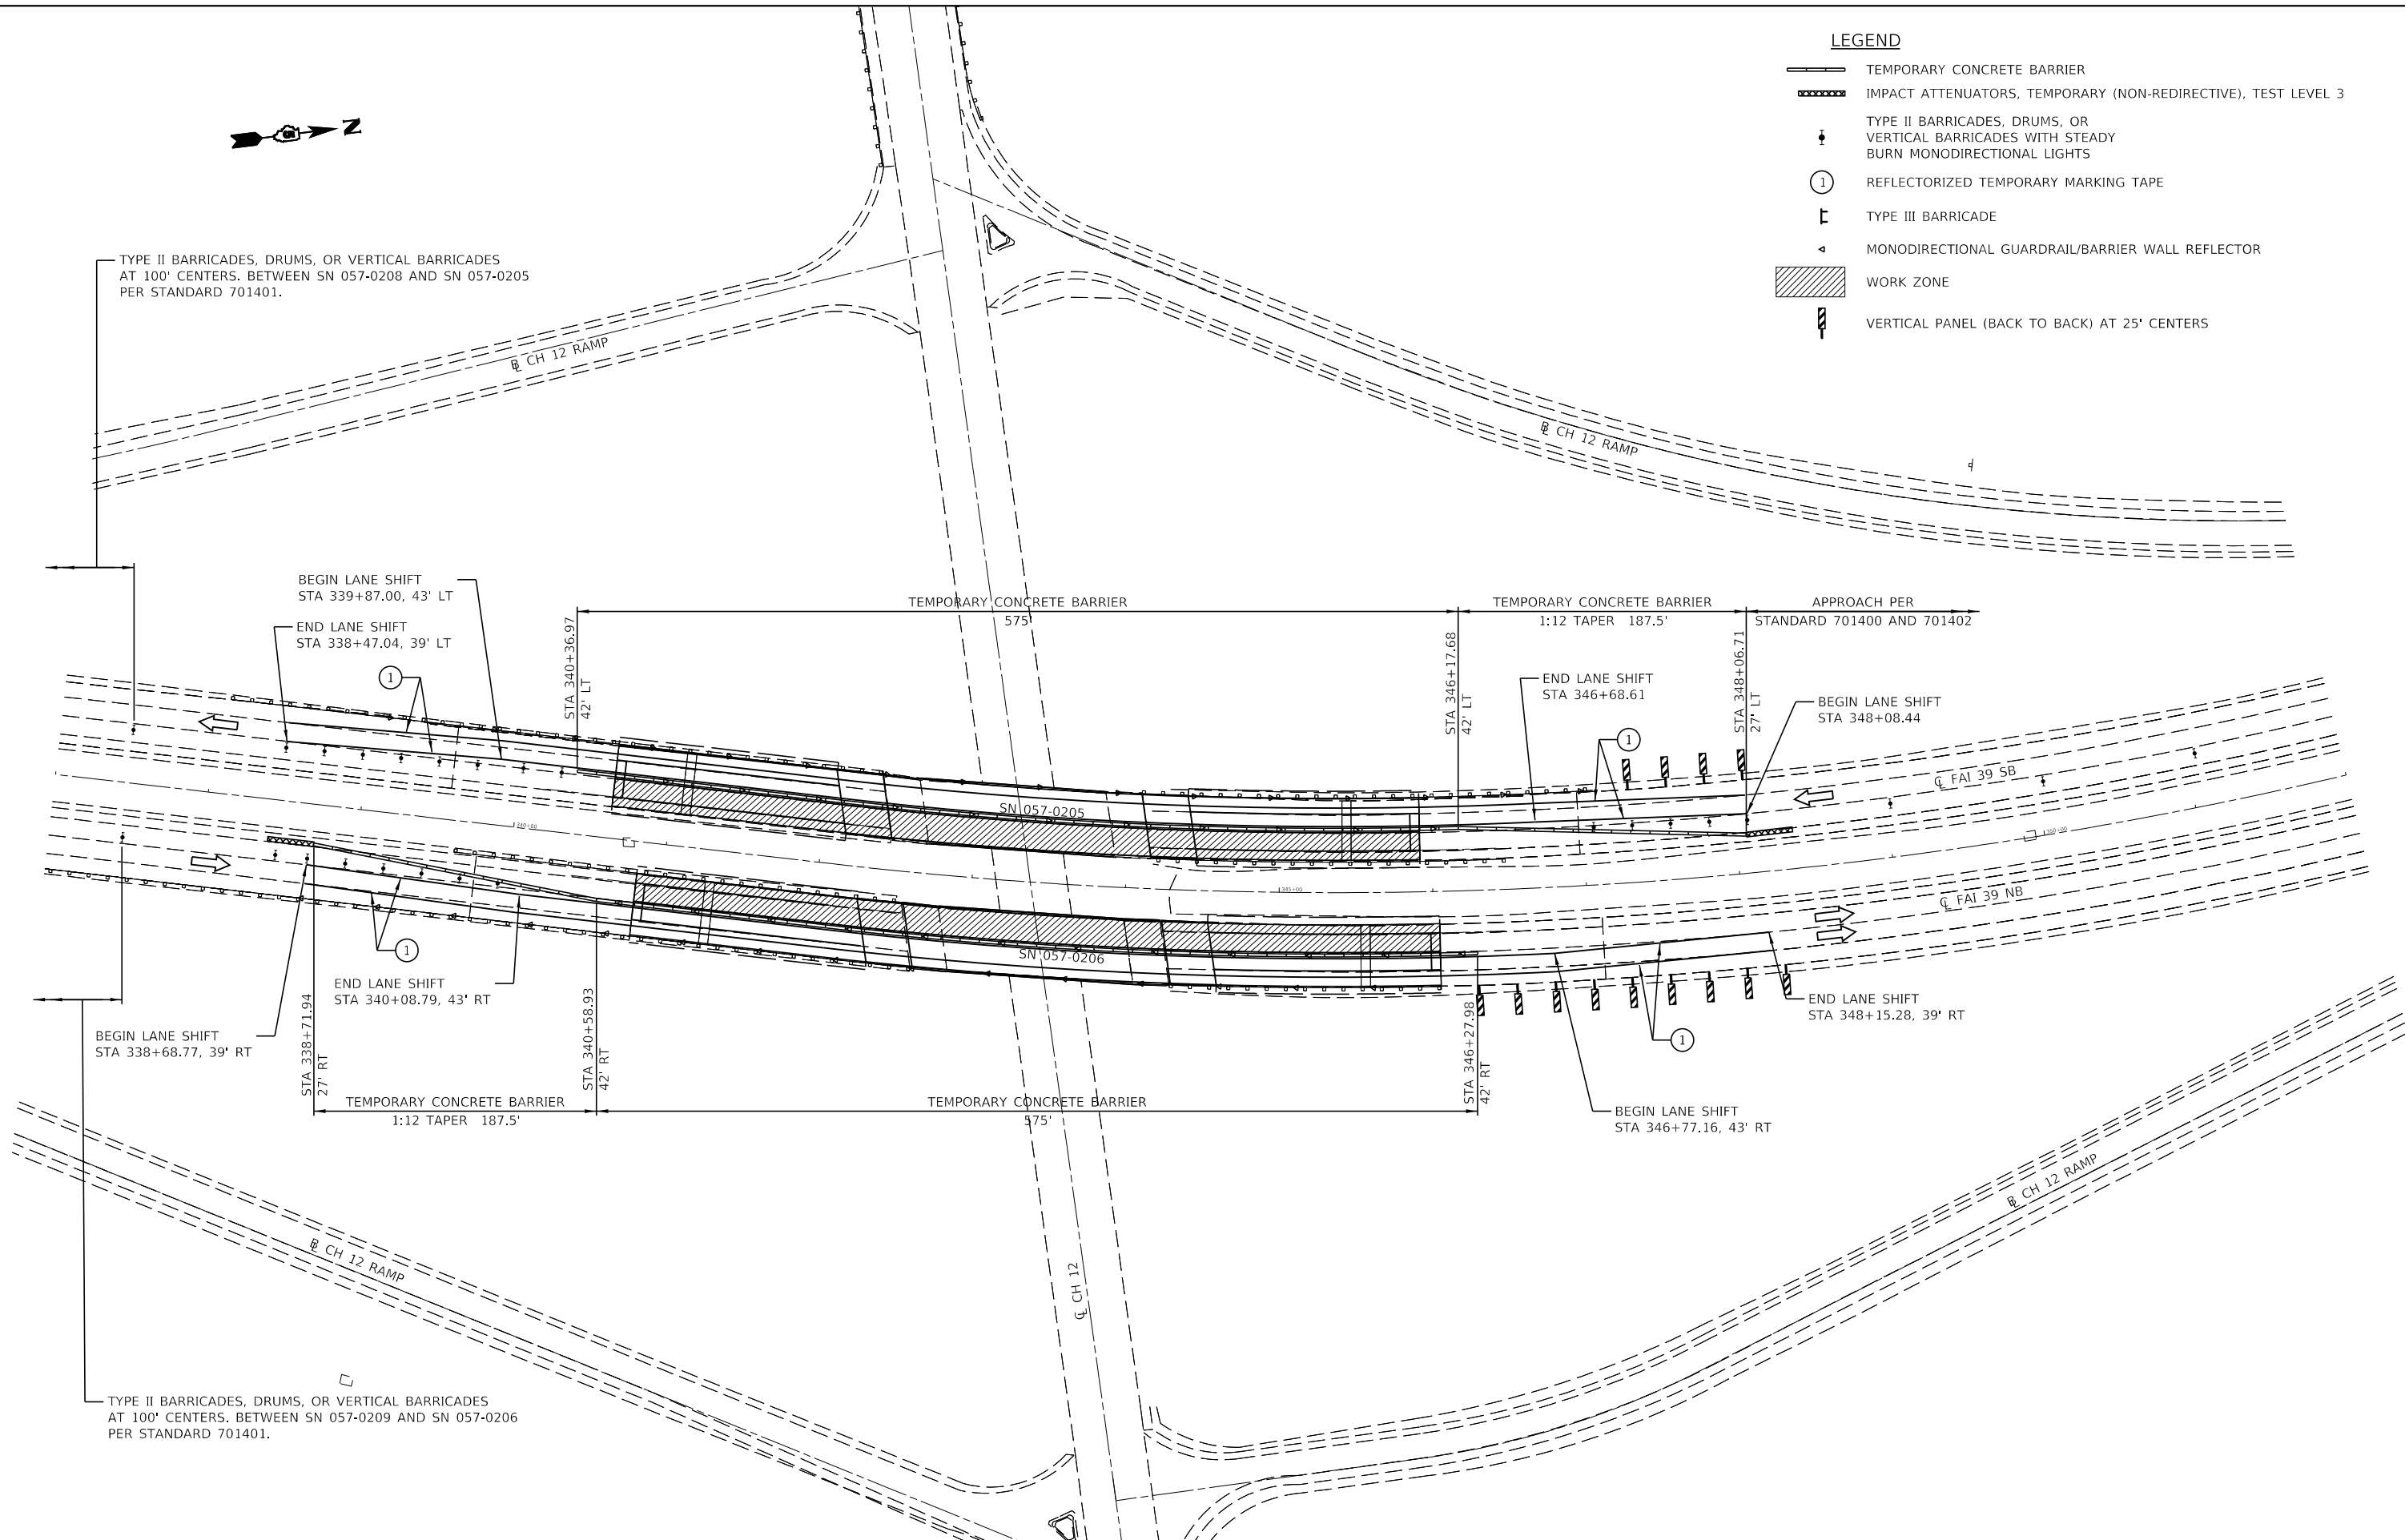 LEGEND
TEMPORARY CONCRETE BARRIER
IMPACT ATTENUATORS, TEMPORARY (NON-REDIRECTIVE), TEST LEVEL 3
TYPE II BARRICADES, DRUMS, OR
VERTICAL BARRICADES WITH STEADY
BURN MONODIRECTIONAL LIGHTS
1 REFLECTORIZED TEMPORARY MARKING TAPE
TYPE III BARRICADE
MONODIRECTIONAL GUARDRAIL/BARRIER WALL REFLECTOR
WORK ZONE
VERTICAL PANEL (BACK TO BACK) AT 25' CENTERS
N
TYPE II BARRICADES, DRUMS, OR VERTICAL BARRICADES
AT 100' CENTERS. BETWEEN SN 057-0208 AND SN 057-0205
PER STANDARD 701401.
℄ CH 12 RAMP
℄ CH 12 RAMP
BEGIN LANE SHIFT
STA 339+87.00, 43' LT
END LANE SHIFT
STA 338+47.04, 39' LT
1
STA 340+36.97
42' LT
TEMPORARY CONCRETE BARRIER
575'
STA 346+17.68
42' LT
TEMPORARY CONCRETE BARRIER
1:12 TAPER 187.5'
STA 348+06.71
27' LT
APPROACH PER
STANDARD 701400 AND 701402
END LANE SHIFT
STA 346+68.61
1
BEGIN LANE SHIFT
STA 348+08.44
℄ FAI 39 SB
SN 057-0205
340+00
345+00
350+00
℄ FAI 39 NB
SN 057-0206
1
END LANE SHIFT
STA 340+08.79, 43' RT
BEGIN LANE SHIFT
STA 338+68.77, 39' RT
STA 338+71.94
27' RT
TEMPORARY CONCRETE BARRIER
1:12 TAPER 187.5'
STA 340+58.93
42' RT
TEMPORARY CONCRETE BARRIER
575'
STA 346+27.98
42' RT
END LANE SHIFT
STA 348+15.28, 39' RT
1
BEGIN LANE SHIFT
STA 346+77.16, 43' RT
℄ CH 12 RAMP
℄ CH 12
℄ CH 12 RAMP
TYPE II BARRICADES, DRUMS, OR VERTICAL BARRICADES
AT 100' CENTERS. BETWEEN SN 057-0209 AND SN 057-0206
PER STANDARD 701401.